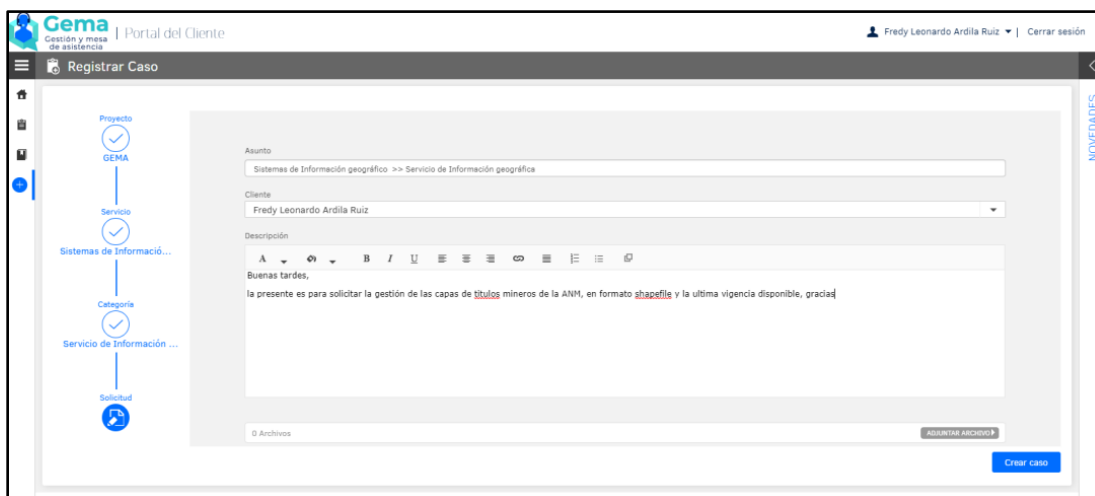 Gema
Gestión y mesa
de asistencia
Portal del Cliente
Fredy Leonardo Ardila Ruiz
Cerrar sesión
Registrar Caso
NOVEDADES
Proyecto
GEMA
Servicio
Sistemas de Informació...
Categoría
Servicio de Información ...
Solicitud
Asunto
Sistemas de Información geográfico >> Servicio de Información geográfica
Cliente
Fredy Leonardo Ardila Ruiz
Descripción
A B I U
Buenas tardes,
la presente es para solicitar la gestión de las capas de titulos mineros de la ANM, en formato shapefile y la ultima vigencia disponible, gracias
0 Archivos
ADJUNTAR ARCHIVO
Crear caso